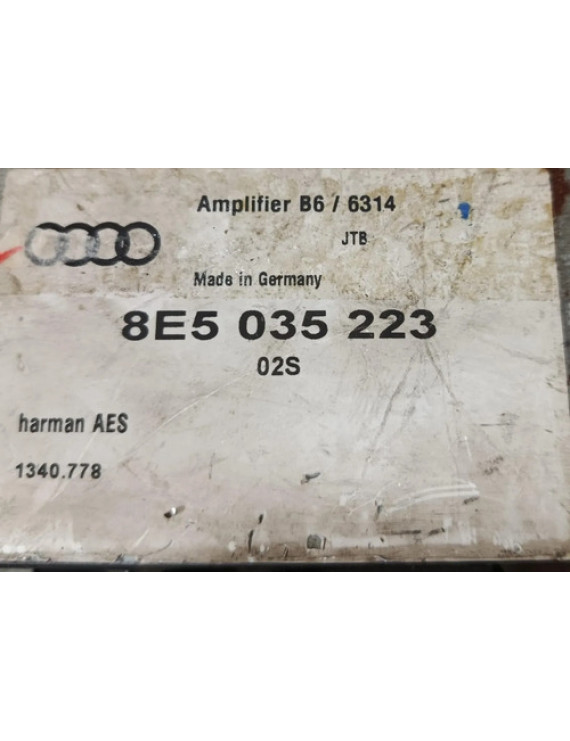 Amplifier B6 / 6314
JTB
Made in Germany
8E5 035 223
02S
harman AES
1340.778